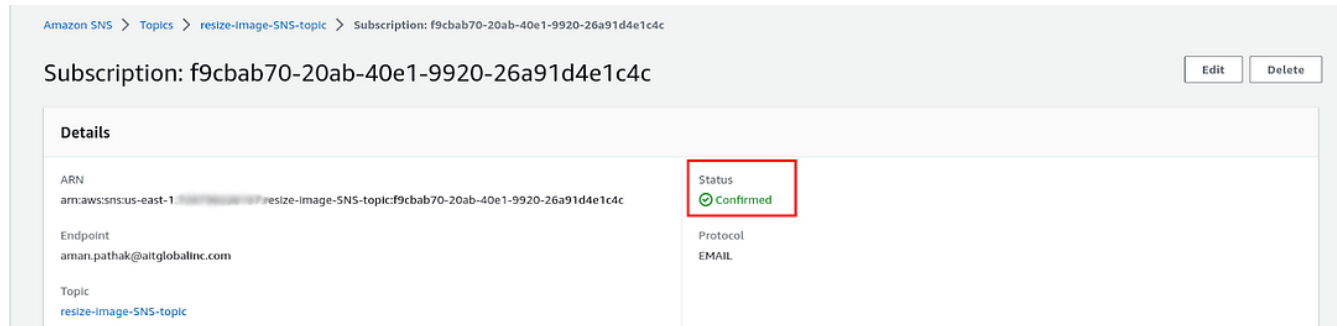 Amazon SNS > Topics > resize-image-SNS-topic > Subscription: f9cbab70-20ab-40e1-9920-26a91d4e1c4c
Subscription: f9cbab70-20ab-40e1-9920-26a91d4e1c4c
Edit
Delete
Details
ARN
arn:aws:sns:us-east-1: :resize-image-SNS-topic:f9cbab70-20ab-40e1-9920-26a91d4e1c4c
Status
Confirmed
Endpoint
aman.pathak@aitglobalinc.com
Protocol
EMAIL
Topic
resize-image-SNS-topic